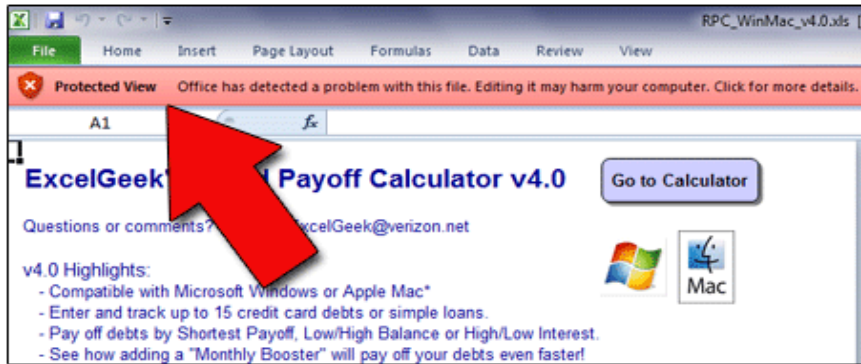 RPC_WinMac_v4.0.xls
File Home Insert Page Layout Formulas Data Review View
Protected View Office has detected a problem with this file. Editing it may harm your computer. Click for more details.
A1 fx
ExcelGeek' Payoff Calculator v4.0 Go to Calculator
Questions or comments? ExcelGeek@verizon.net
v4.0 Highlights:
- Compatible with Microsoft Windows or Apple Mac*
Mac
- Enter and track up to 15 credit card debts or simple loans.
- Pay off debts by Shortest Payoff, Low/High Balance or High/Low Interest.
- See how adding a "Monthly Booster" will pay off your debts even faster!